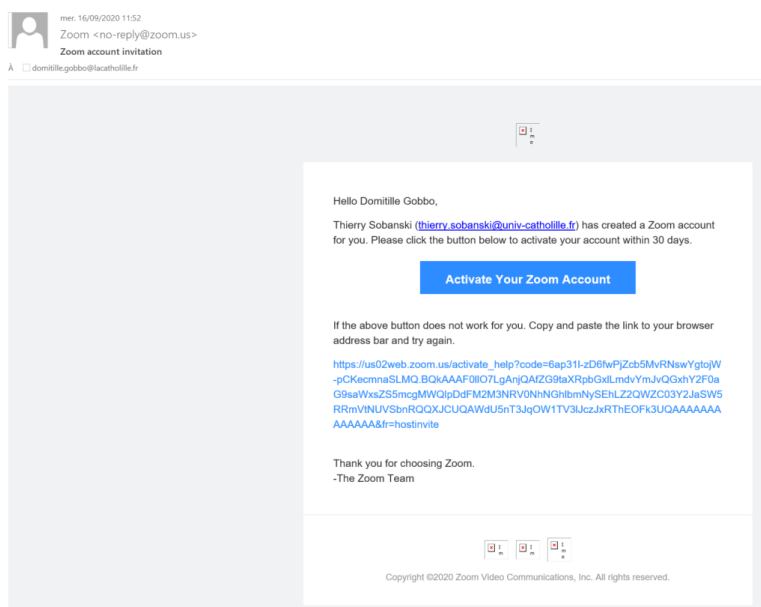 mer. 16/09/2020 11:52
Zoom <no-reply@zoom.us>
Zoom account invitation
À domitille.gobbo@lacatholille.fr
Hello Domitille Gobbo,
Thierry Sobanski (thierry.sobanski@univ-catholille.fr) has created a Zoom account
for you. Please click the button below to activate your account within 30 days.
Activate Your Zoom Account
If the above button does not work for you. Copy and paste the link to your browser
address bar and try again.
https://us02web.zoom.us/activate_help?code=6ap31I-zD6fwPjZcb5MvRNswYgtojW
-pCKecmnaSLMQ.BQkAAAF0llO7LgAnjQAfZG9taXRpbGxlLmdvYmJvQGxhY2F0a
G9saWxsZS5mcgMWQlpDdFM2M3NRV0NhNGhlbmNySEhLZ2QWZC03Y2JaSW5
RRmVtNUVSbnRQQXJCUQAWdU5nT3JqOW1TV3lJczJxRThEOFk3UQAAAAAAA
AAAAAA&fr=hostinvite
Thank you for choosing Zoom.
-The Zoom Team
Copyright ©2020 Zoom Video Communications, Inc. All rights reserved.